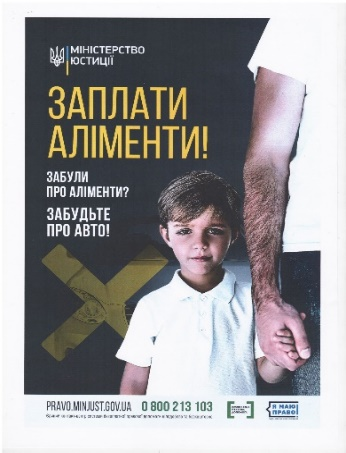 МІНІСТЕРСТВО
ЮСТИЦІЇ
ЗАПЛАТИ
АЛІМЕНТИ!
ЗАБУЛИ
ПРО АЛІМЕНТИ?
ЗАБУДЬТЕ
ПРО АВТО!
PRAVO.MINJUST.GOV.UA 0 800 213 103
Я МАЮ
ПРАВО!